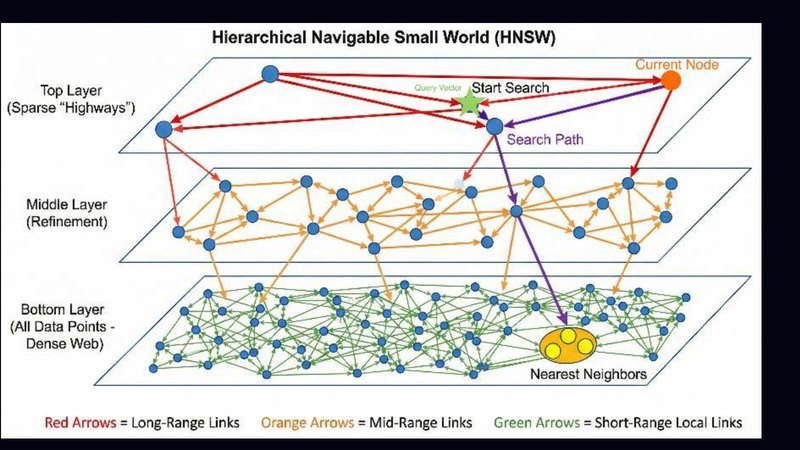 Hierarchical Navigable Small World (HNSW)
Current Node
Top Layer
(Sparse “Highways”)
Query Vector
Start Search
Search Path
Middle Layer
(Refinement)
Bottom Layer
(All Data Points -
Dense Web)
Nearest Neighbors
Red Arrows = Long-Range Links
Orange Arrows = Mid-Range Links
Green Arrows = Short-Range Local Links